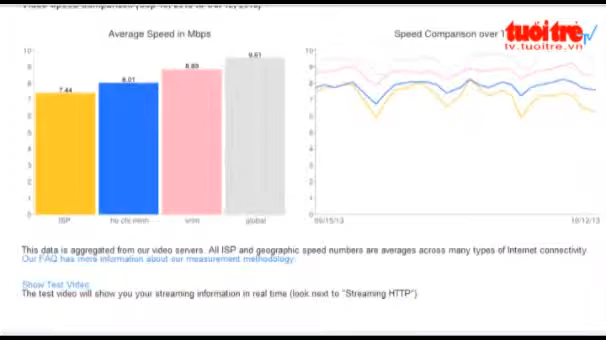 tuổi trẻ TV
tv.tuoitre.vn
Average Speed in Mbps
Speed Comparison over T
10
9
8
7
6
5
4
3
2
1
0
7.44
8.01
8.89
9.61
ISP
ho chi minh
global
10
9
8
7
6
5
4
3
2
1
0
09/15/13
10/12/13
This data is aggregated from our video servers. All ISP and geographic speed numbers are averages across many types of Internet connectivity
Our FAQ has more information about our measurement methodology.
Show Test Video
The test video will show you your streaming information in real time (look next to "Streaming HTTP")